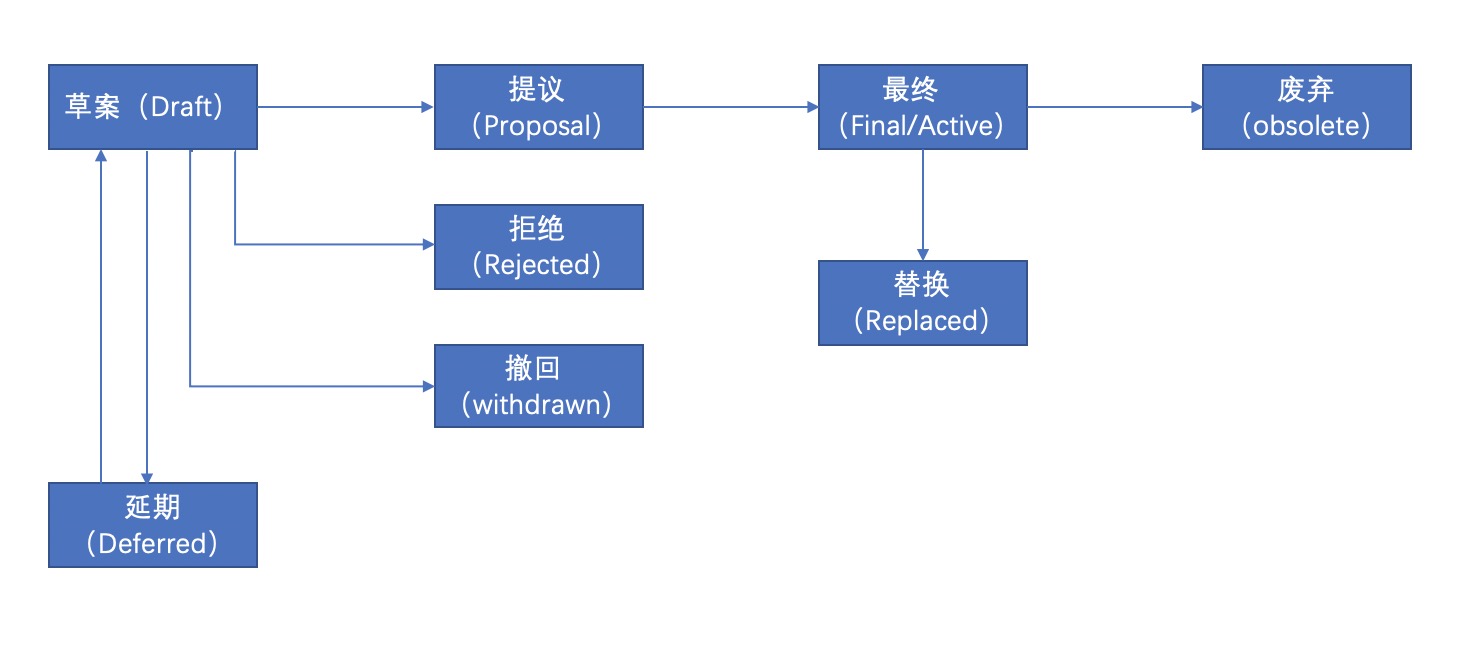 草案（Draft）
提议
（Proposal）
最终
（Final/Active）
废弃
（obsolete）
拒绝
（Rejected）
替换
（Replaced）
撤回
（withdrawn）
延期
（Deferred）